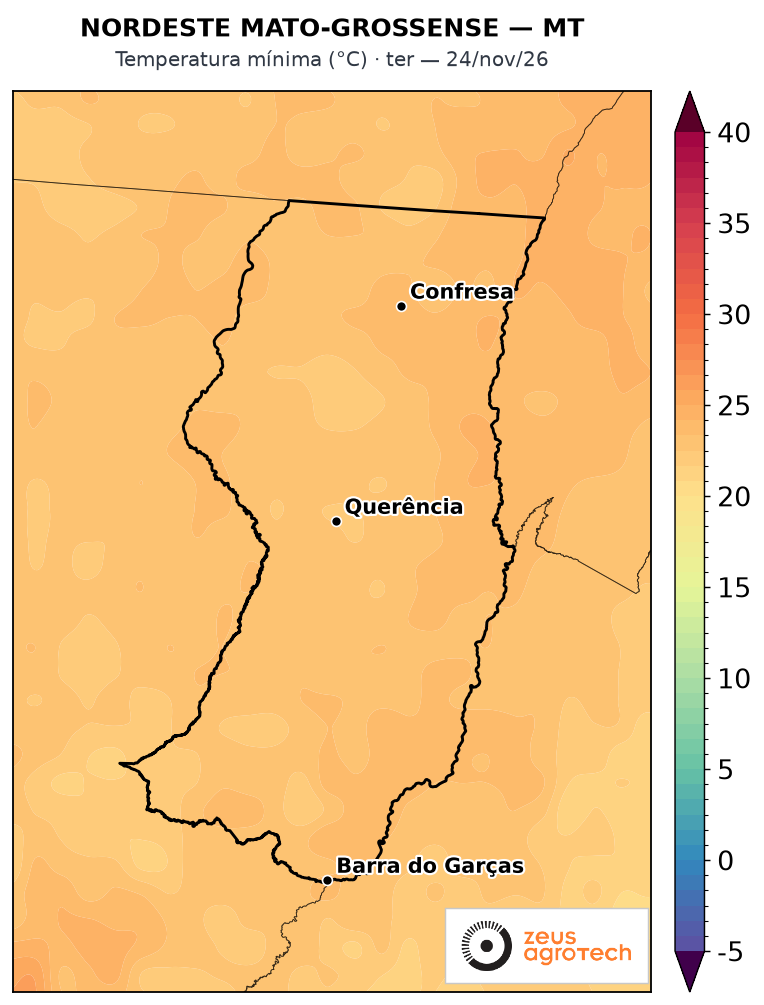 NORDESTE MATO-GROSSENSE — MT
Temperatura mínima (°C) · ter — 24/nov/26
40
35
30
25
20
15
10
5
0
-5
Confresa
Querência
Barra do Garças
zeus
agrotech